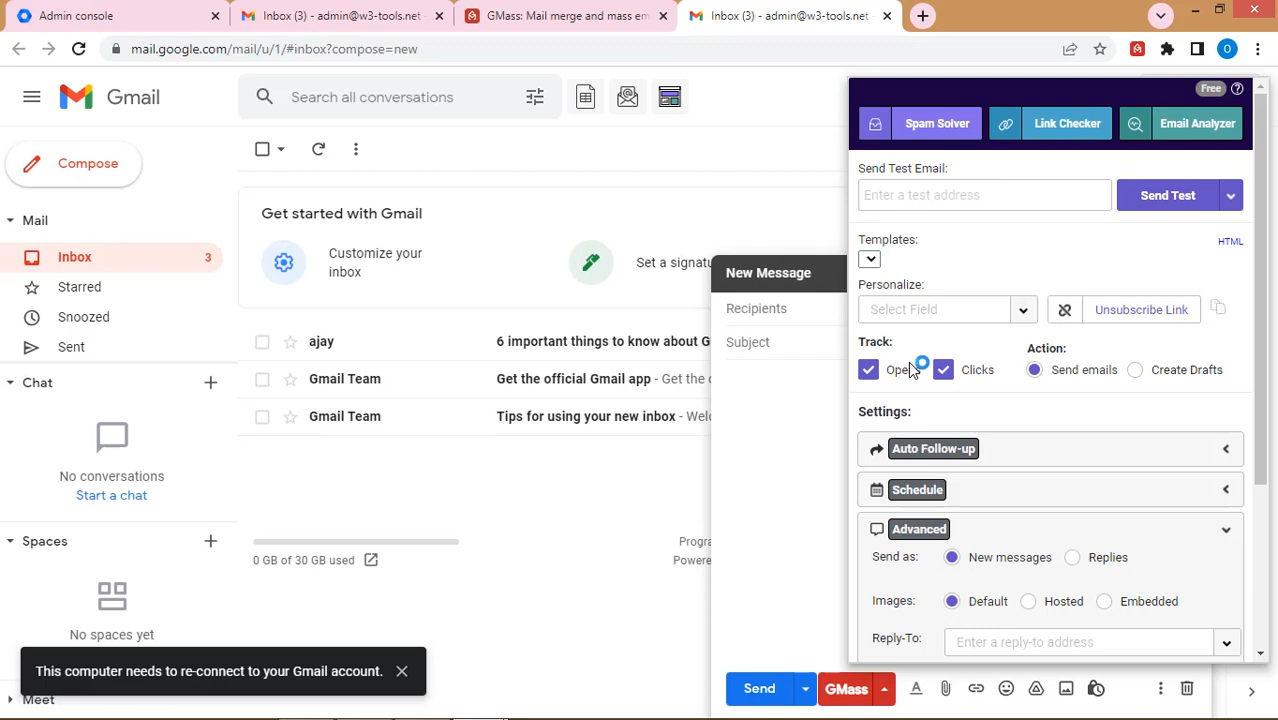 Admin console
Inbox (3) - admin@w3-tools.net
GMass: Mail merge and mass em
Inbox (3) - admin@w3-tools.net
mail.google.com/mail/u/1/#inbox?compose=new
O
Gmail
Search all conversations
Free
Spam Solver
Link Checker
Email Analyzer
Compose
Send Test Email:
Enter a test address
Send Test
Mail
Get started with Gmail
Templates:
HTML
Inbox
3
Customize your
inbox
Set a signatu
New Message
Personalize:
Starred
Recipients
Select Field
Unsubscribe Link
Snoozed
ajay
6 important things to know about G
Subject
Track:
Action:
Sent
Opens
Clicks
Send emails
Create Drafts
Chat
Gmail Team
Get the official Gmail app - Get the o
Gmail Team
Tips for using your new inbox - Welc
Settings:
Auto Follow-up
No conversations
Start a chat
Schedule
Advanced
Spaces
Progra
0 GB of 30 GB used
Powere
Send as:
New messages
Replies
Images:
Default
Hosted
Embedded
No spaces yet
Reply-To:
Enter a reply-to address
This computer needs to re-connect to your Gmail account.
Meet
Send
GMass